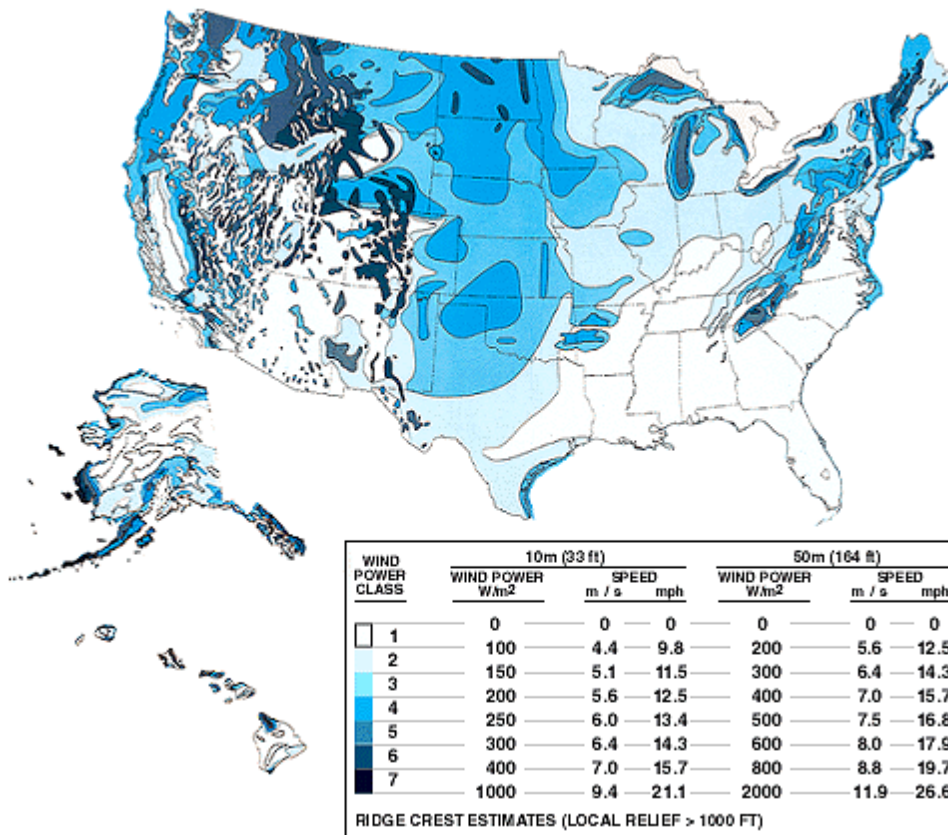 WIND POWER CLASS 10m (33 ft) 50m (164 ft)
WIND POWER W/m2 SPEED m / s mph WIND POWER W/m2 SPEED m / s mph
0 0 0 0 0 0
1
100 4.4 9.8 200 5.6 12.5
2
150 5.1 11.5 300 6.4 14.3
3
200 5.6 12.5 400 7.0 15.7
4
250 6.0 13.4 500 7.5 16.8
5
300 6.4 14.3 600 8.0 17.9
6
400 7.0 15.7 800 8.8 19.7
7
1000 9.4 21.1 2000 11.9 26.6
RIDGE CREST ESTIMATES (LOCAL RELIEF > 1000 FT)